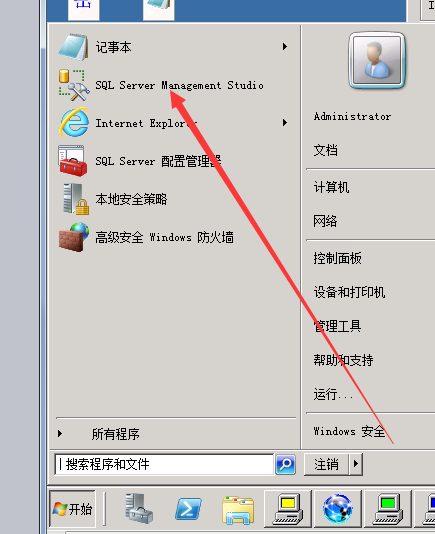 记事本
SQL Server Management Studio
Internet Explorer
SQL Server 配置管理器
本地安全策略
高级安全 Windows 防火墙
所有程序
搜索程序和文件
Administrator
文档
计算机
网络
控制面板
设备和打印机
管理工具
帮助和支持
运行...
Windows 安全
注销
开始